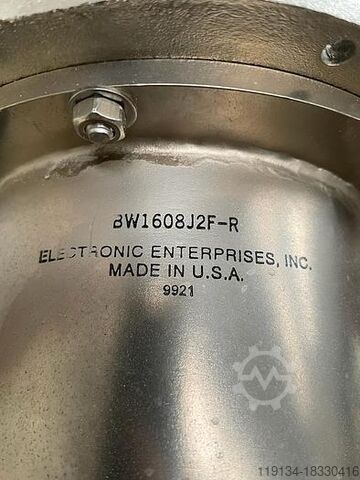 BW1608J2F-R
ELECTRONIC ENTERPRISES, INC.
MADE IN U.S.A.
9921
119134-18330416